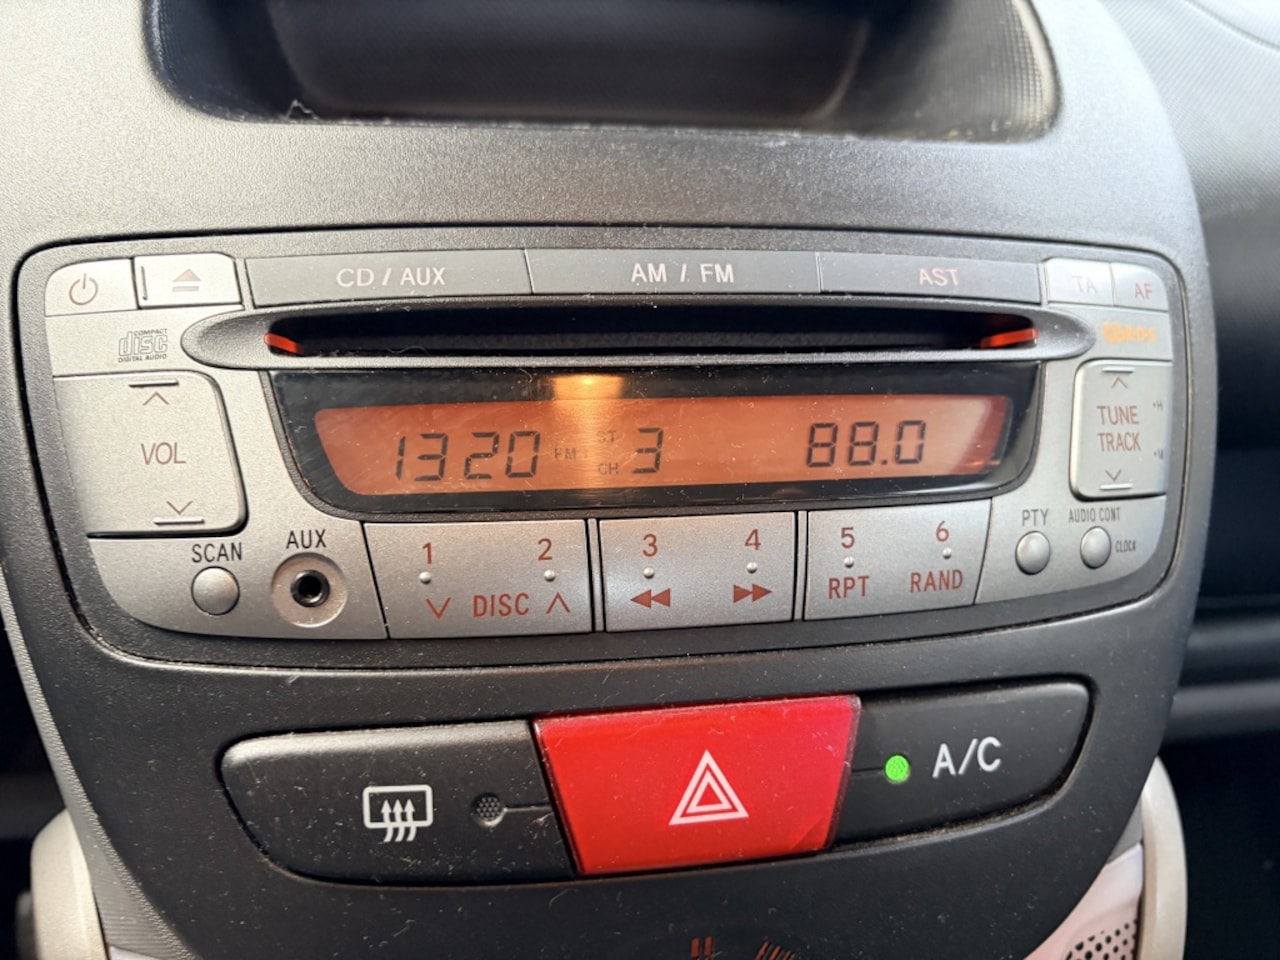 CD / AUX AM / FM AST TA AF
COMPACT
disc
DIGITAL AUDIO
VOL
1320 FM ST CH 3 88.0
TUNE
TRACK
•H
•M
SCAN AUX
1 2 3 4 5 6
DISC RPT RAND
PTY AUDIO CONT
CLOCK
A/C